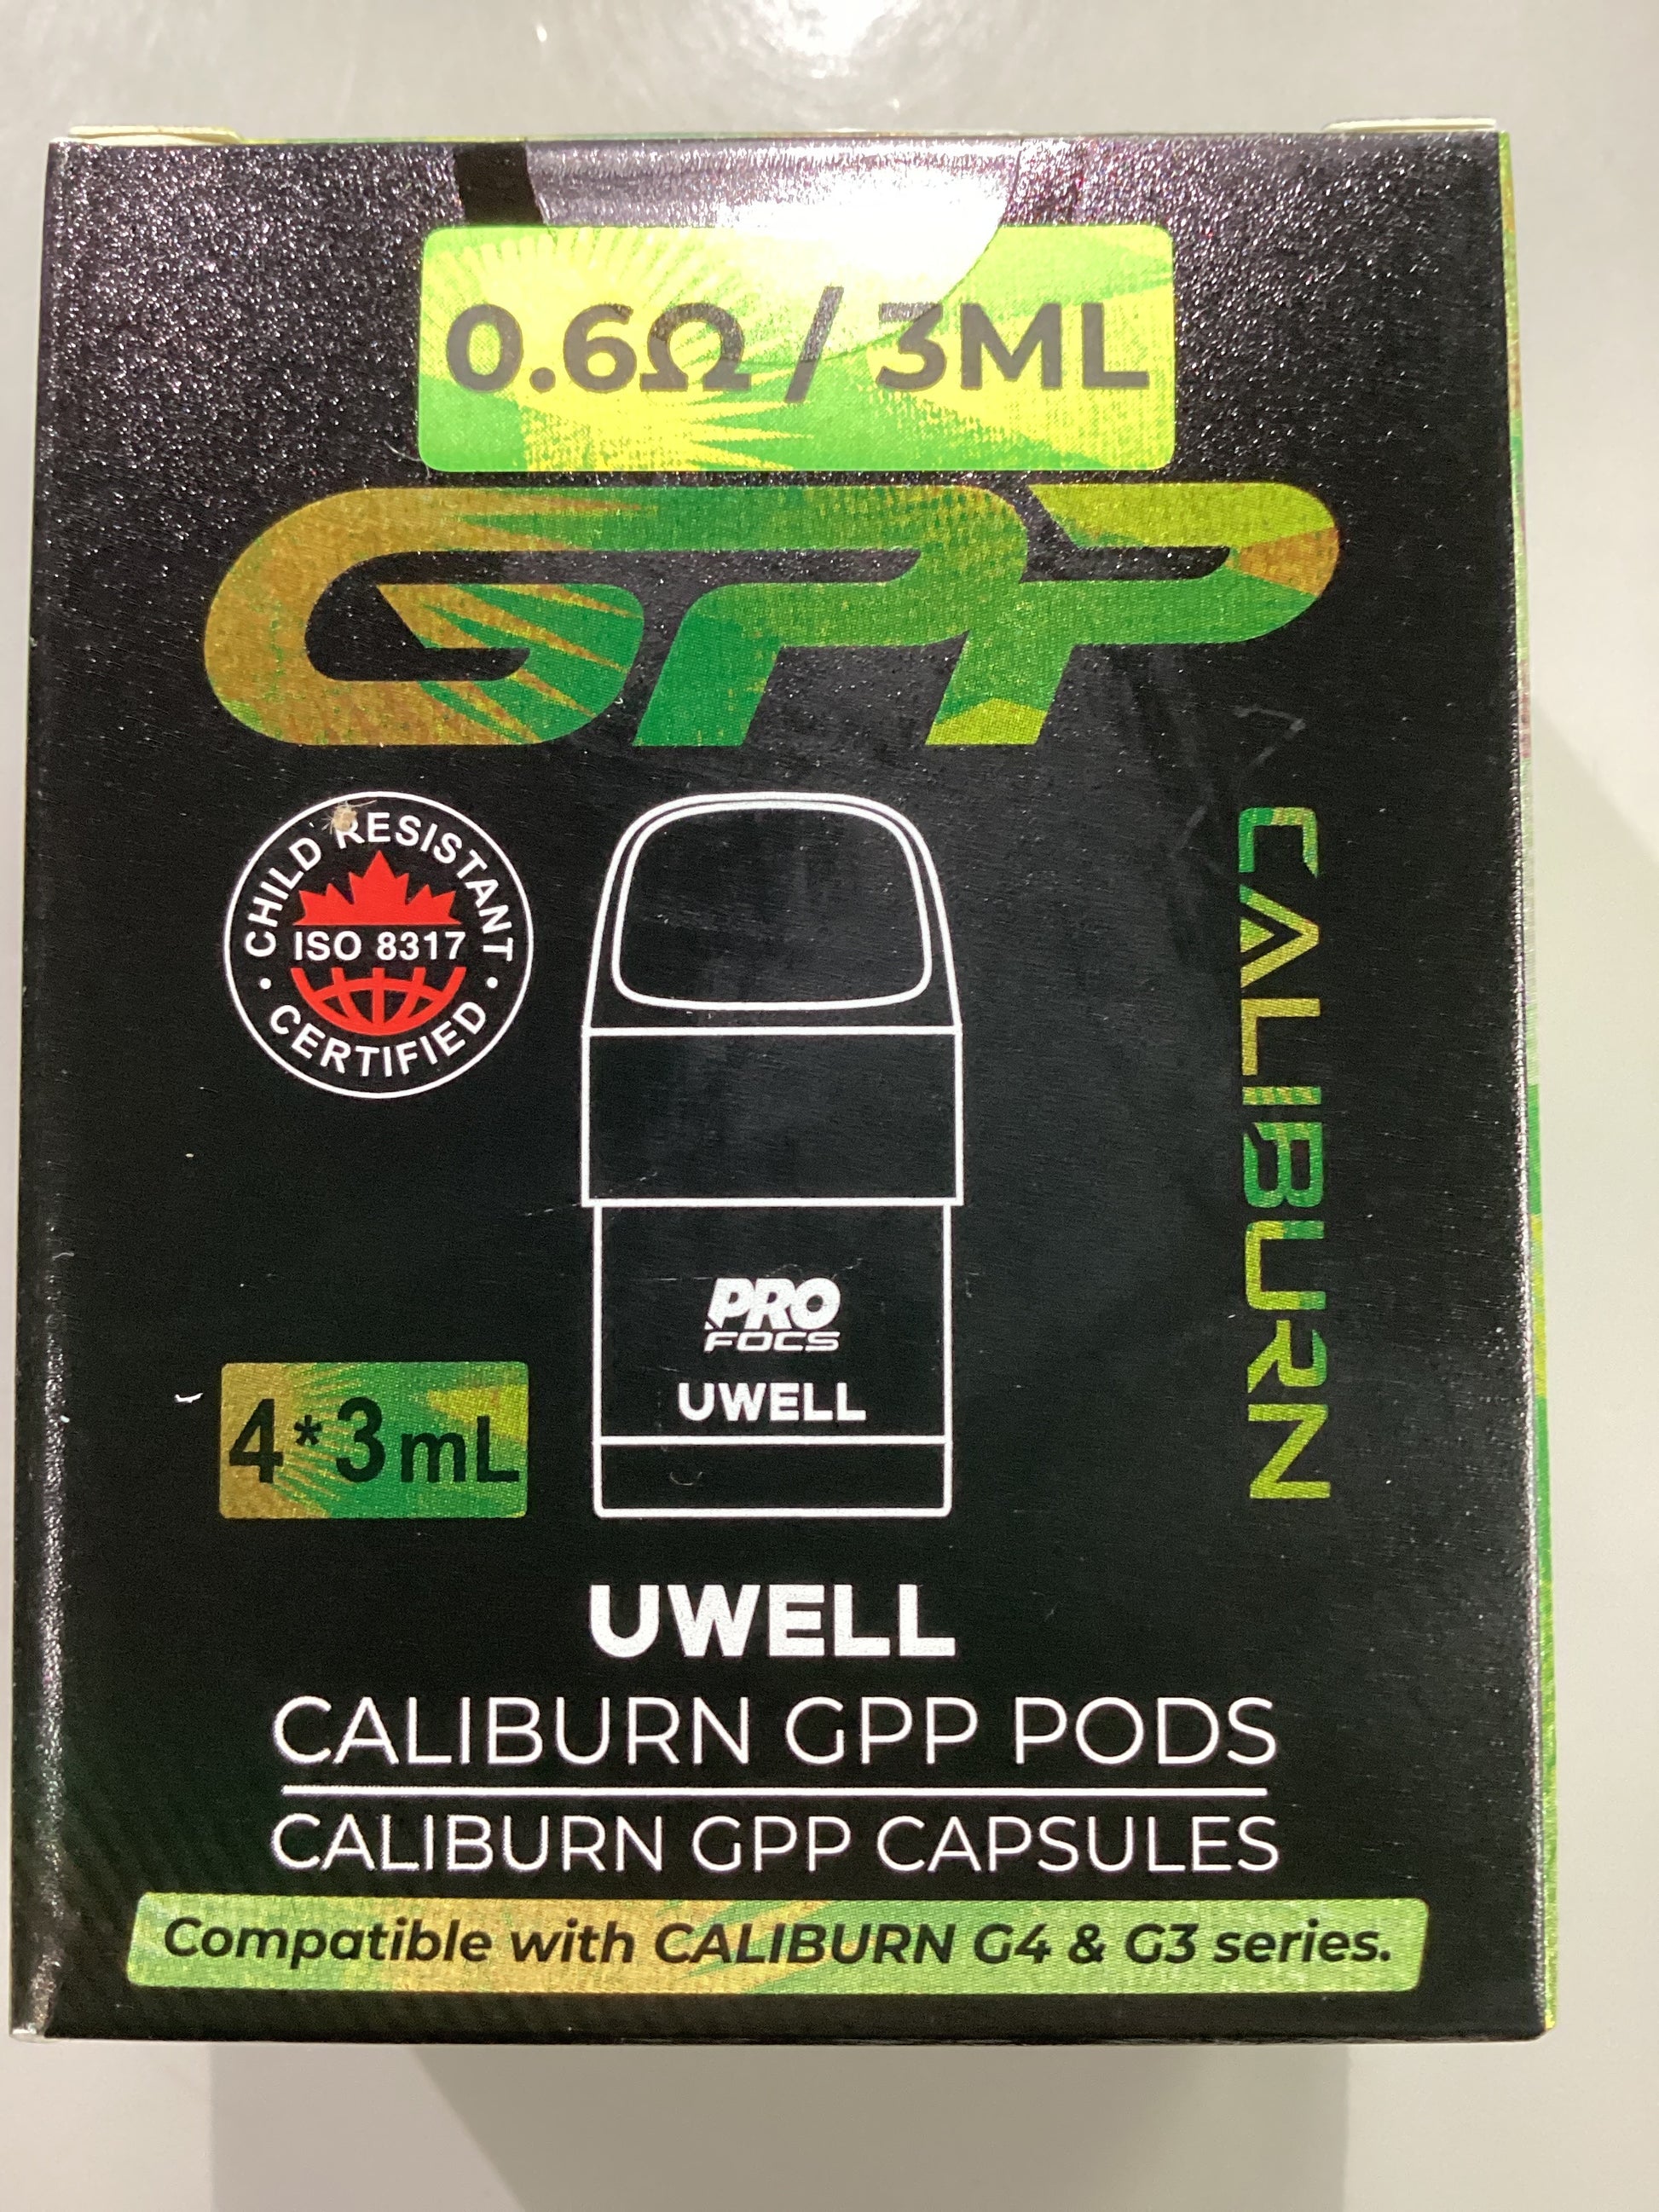 0.6Ω / 3ML
GPP
CHILD RESISTANT
ISO 8317
CERTIFIED
CALIBURN
PRO
FOCS
UWELL
4*3mL
UWELL
CALIBURN GPP PODS
CALIBURN GPP CAPSULES
Compatible with CALIBURN G4 & G3 series.